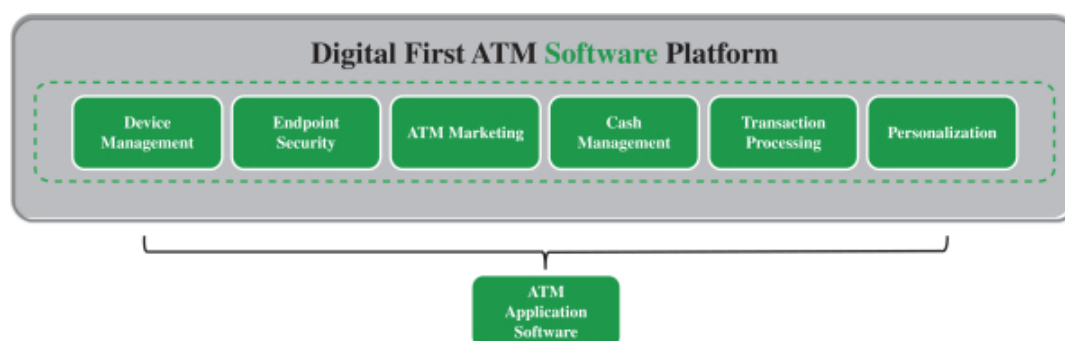 Digital First ATM Software Platform
Device
Management
Endpoint
Security
ATM Marketing
Cash
Management
Transaction
Processing
Personalization
ATM
Application
Software